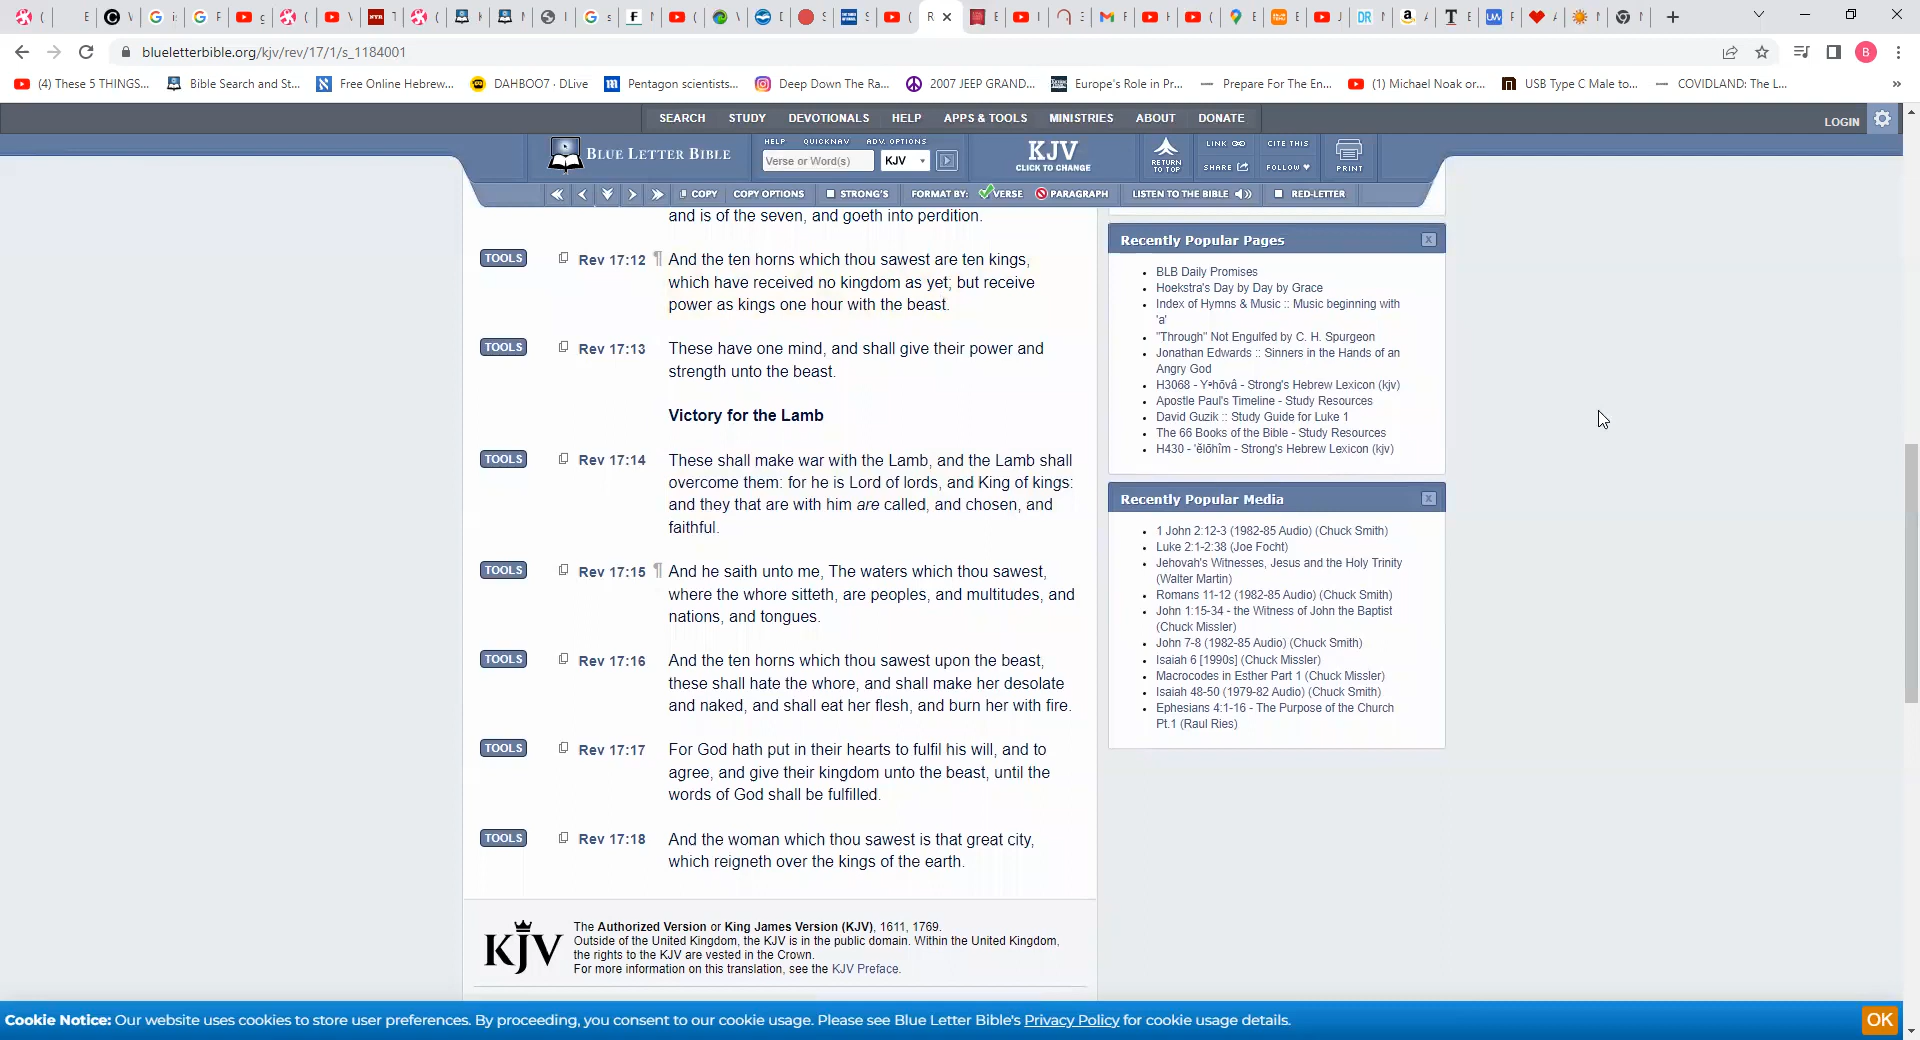 blueletterbible.org/kjv/rev/17/1/s_1184001
B
(4) These 5 THINGS...
Bible Search and St...
Free Online Hebrew...
DAHBOO7 · DLive
Pentagon scientists...
Deep Down The Ra...
2007 JEEP GRAND...
Europe's Role in Pr...
Prepare For The En...
(1) Michael Noak or...
USB Type C Male to...
COVIDLAND: The L...
SEARCH STUDY DEVOTIONALS HELP APPS & TOOLS MINISTRIES ABOUT DONATE
LOGIN
BLUE LETTER BIBLE
HELP QUICKNAV ADV. OPTIONS
Verse or Word(s) KJV
KJV
CLICK TO CHANGE
RETURN
TO TOP
LINK
SHARE
CITE THIS
FOLLOW
PRINT
COPY COPY OPTIONS STRONG'S FORMAT BY: VERSE PARAGRAPH LISTEN TO THE BIBLE RED-LETTER
and is of the seven, and goeth into perdition.
TOOLS Rev 17:12 ¶ And the ten horns which thou sawest are ten kings,
which have received no kingdom as yet; but receive
power as kings one hour with the beast.
TOOLS Rev 17:13 These have one mind, and shall give their power and
strength unto the beast.
Victory for the Lamb
TOOLS Rev 17:14 These shall make war with the Lamb, and the Lamb shall
overcome them: for he is Lord of lords, and King of kings:
and they that are with him are called, and chosen, and
faithful.
TOOLS Rev 17:15 ¶ And he saith unto me, The waters which thou sawest,
where the whore sitteth, are peoples, and multitudes, and
nations, and tongues.
TOOLS Rev 17:16 And the ten horns which thou sawest upon the beast,
these shall hate the whore, and shall make her desolate
and naked, and shall eat her flesh, and burn her with fire.
TOOLS Rev 17:17 For God hath put in their hearts to fulfil his will, and to
agree, and give their kingdom unto the beast, until the
words of God shall be fulfilled.
TOOLS Rev 17:18 And the woman which thou sawest is that great city,
which reigneth over the kings of the earth.
KJV
The Authorized Version or King James Version (KJV), 1611, 1769.
Outside of the United Kingdom, the KJV is in the public domain. Within the United Kingdom,
the rights to the KJV are vested in the Crown.
For more information on this translation, see the KJV Preface.
Recently Popular Pages x
BLB Daily Promises
Hoekstra's Day by Day by Grace
Index of Hymns & Music :: Music beginning with
'a'
"Through" Not Engulfed by C. H. Spurgeon
Jonathan Edwards :: Sinners in the Hands of an
Angry God
H3068 - Yᵊhōvâ - Strong's Hebrew Lexicon (kjv)
Apostle Paul's Timeline - Study Resources
David Guzik :: Study Guide for Luke 1
The 66 Books of the Bible - Study Resources
H430 - 'ĕlōhîm - Strong's Hebrew Lexicon (kjv)
Recently Popular Media x
1 John 2:12-3 (1982-85 Audio) (Chuck Smith)
Luke 2:1-2:38 (Joe Focht)
Jehovah's Witnesses, Jesus and the Holy Trinity
(Walter Martin)
Romans 11-12 (1982-85 Audio) (Chuck Smith)
John 1:15-34 - the Witness of John the Baptist
(Chuck Missler)
John 7-8 (1982-85 Audio) (Chuck Smith)
Isaiah 6 [1990s] (Chuck Missler)
Macrocodes in Esther Part 1 (Chuck Missler)
Isaiah 48-50 (1979-82 Audio) (Chuck Smith)
Ephesians 4:1-16 - The Purpose of the Church
Pt.1 (Raul Ries)
Cookie Notice: Our website uses cookies to store user preferences. By proceeding, you consent to our cookie usage. Please see Blue Letter Bible's Privacy Policy for cookie usage details.
OK